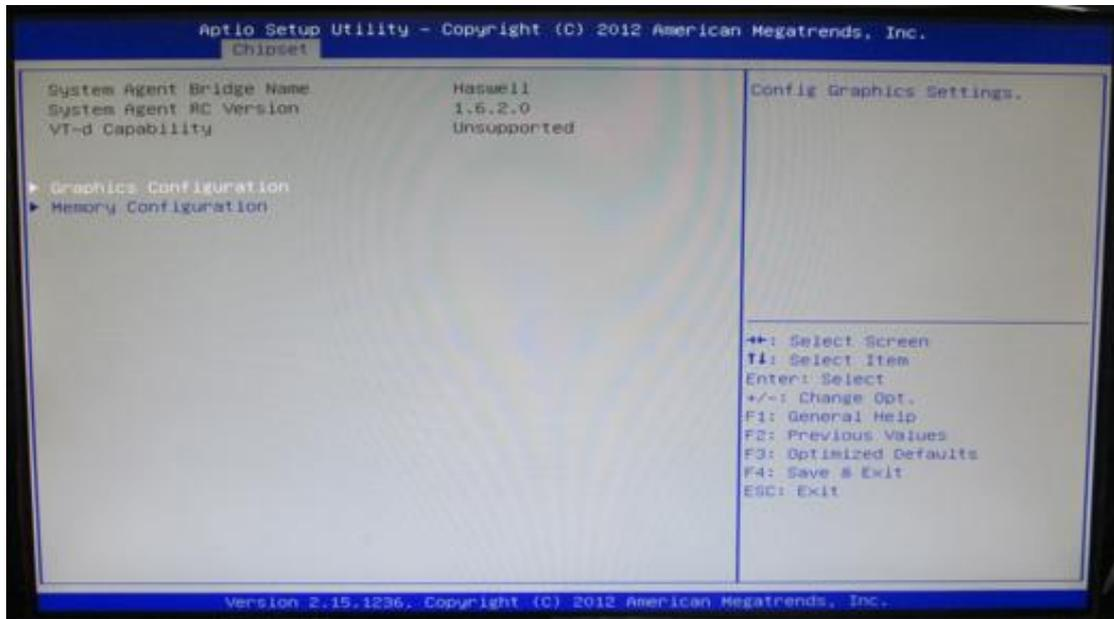 Aptio Setup Utility – Copyright (C) 2012 American Megatrends, Inc.
Chipset
System Agent Bridge Name Haswell
System Agent RC Version 1.6.2.0
VT-d Capability Unsupported
▶ Graphics Configuration
▶ Memory Configuration
Config Graphics Settings.
→←: Select Screen
↑↓: Select Item
Enter: Select
+/-: Change Opt.
F1: General Help
F2: Previous Values
F3: Optimized Defaults
F4: Save & Exit
ESC: Exit
Version 2.15.1236. Copyright (C) 2012 American Megatrends, Inc.